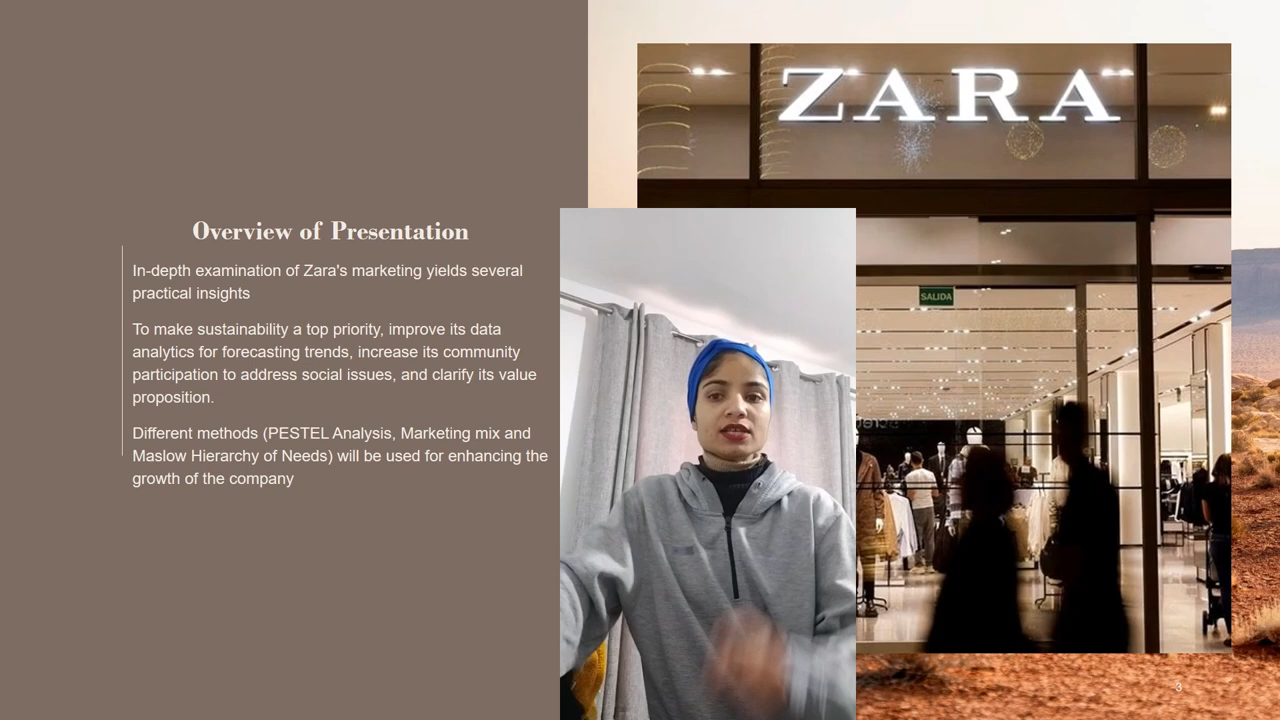 ZARA
Overview of Presentation
In-depth examination of Zara's marketing yields several
practical insights
To make sustainability a top priority, improve its data
analytics for forecasting trends, increase its community
participation to address social issues, and clarify its value
proposition.
Different methods (PESTEL Analysis, Marketing mix and
Maslow Hierarchy of Needs) will be used for enhancing the
growth of the company
SALIDA
3